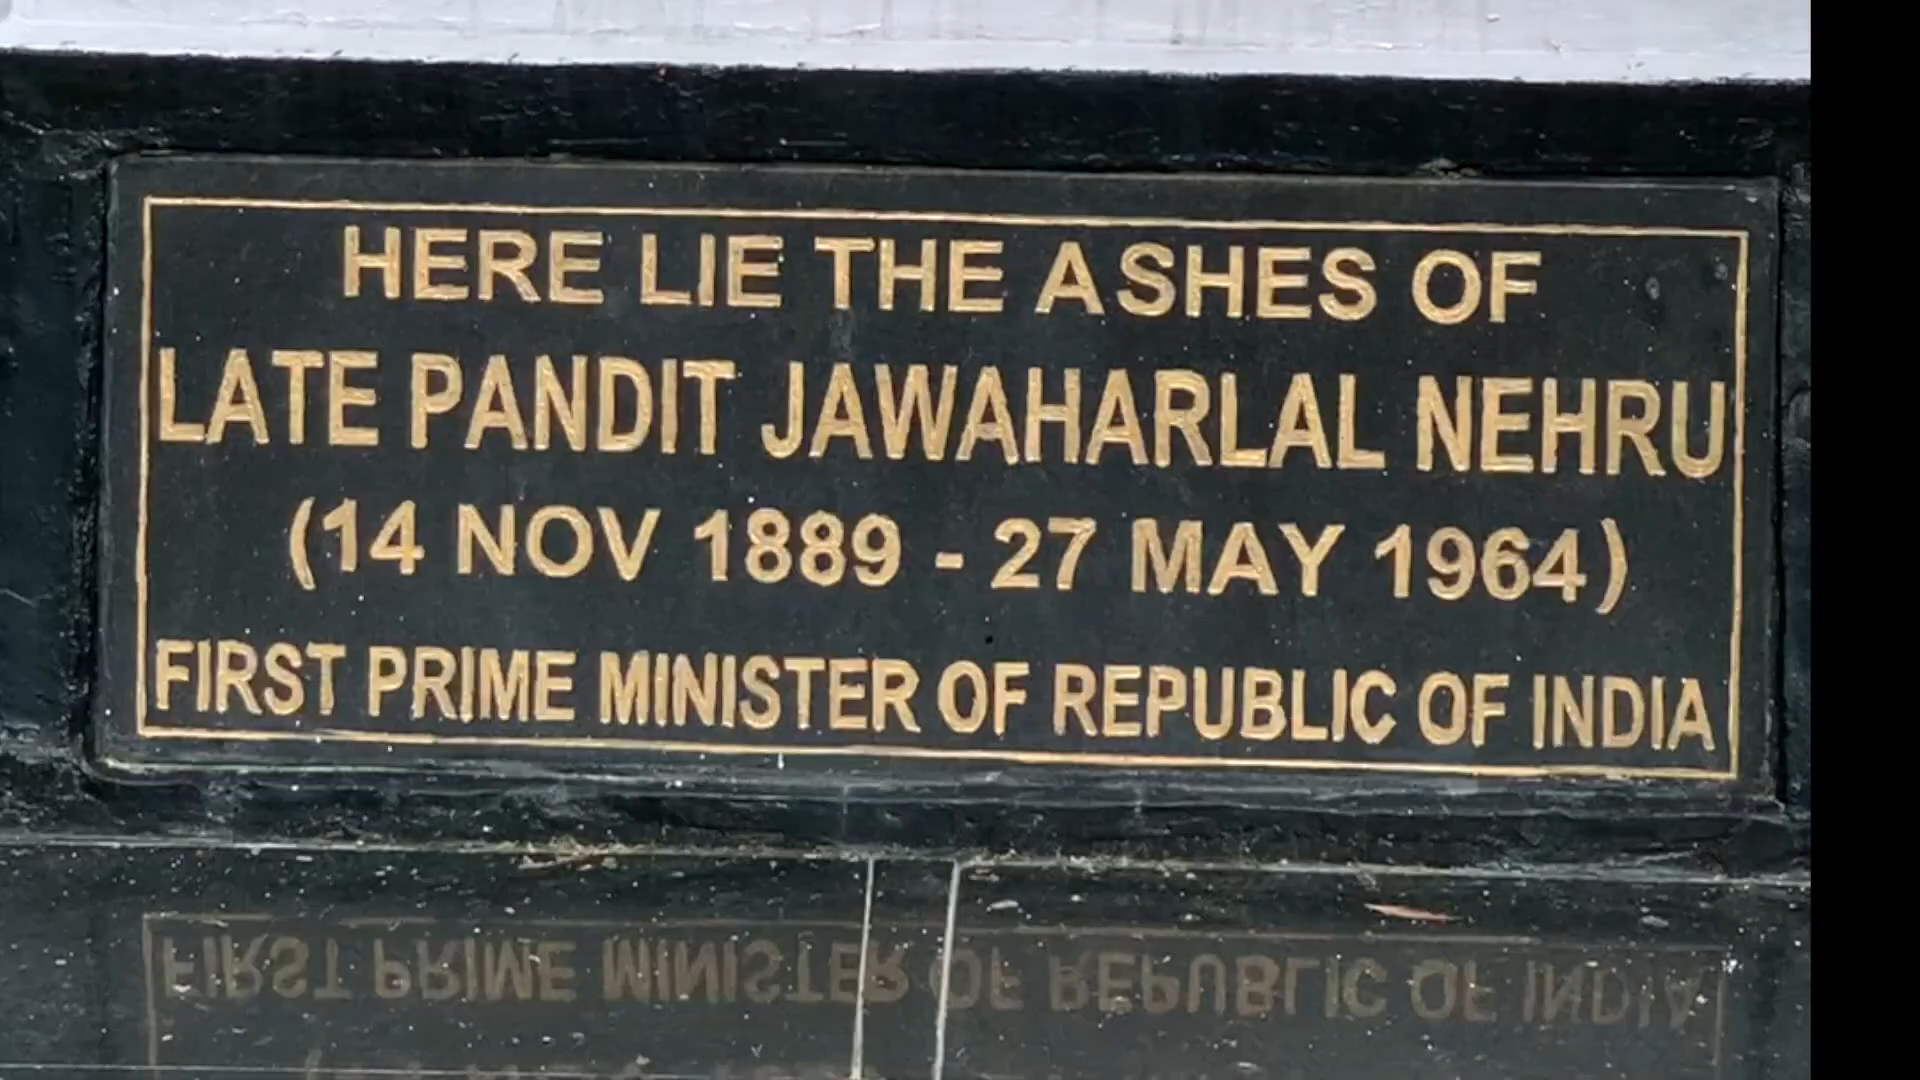 HERE LIE THE ASHES OF
LATE PANDIT JAWAHARLAL NEHRU
(14 NOV 1889 - 27 MAY 1964)
FIRST PRIME MINISTER OF REPUBLIC OF INDIA